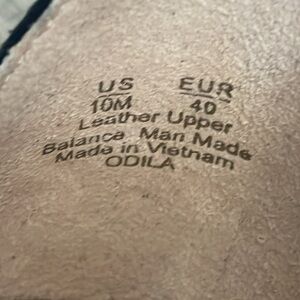 US EUR
10M 40
Leather Upper
Balance Man Made
Made in Vietnam
ODILA